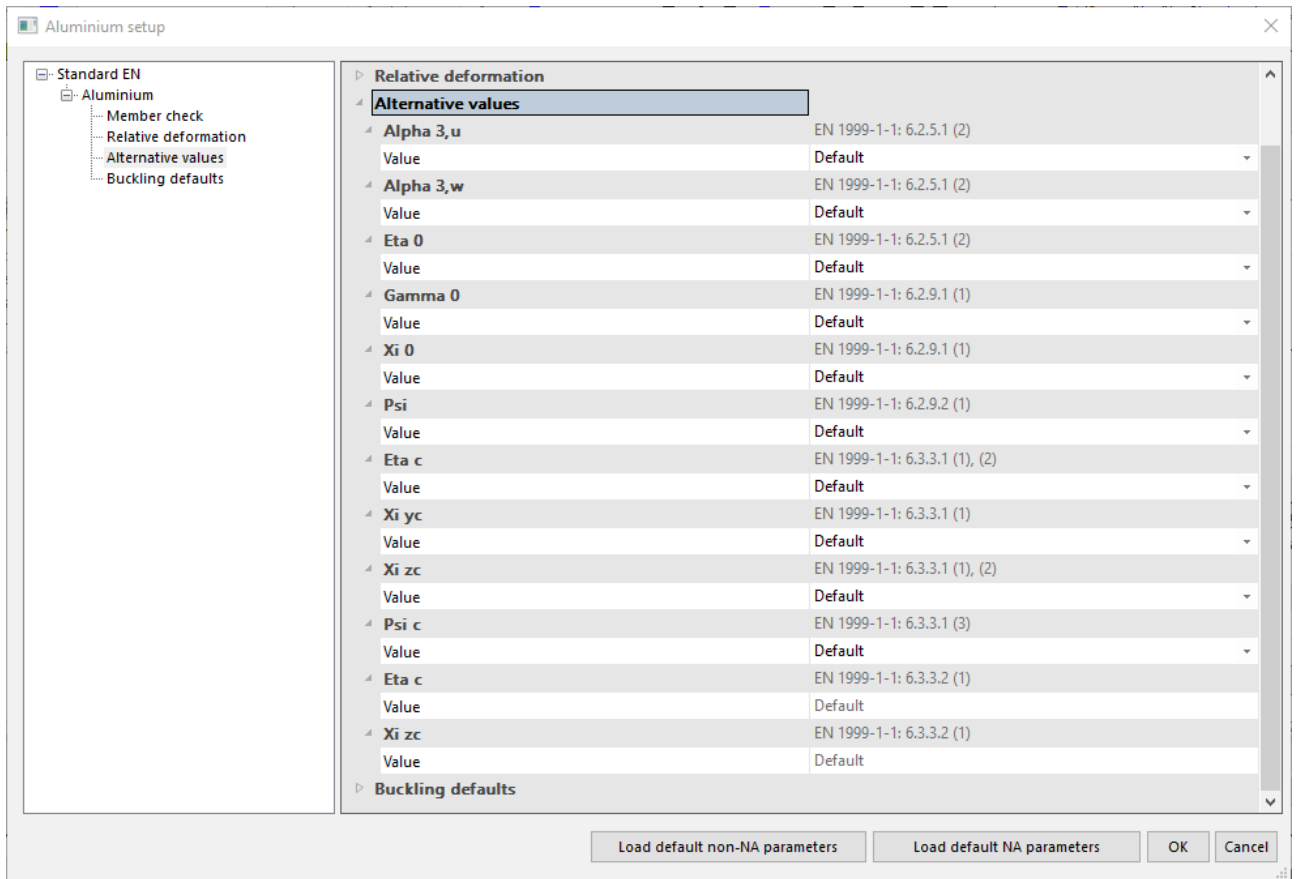 Aluminium setup
Standard EN
Aluminium
Member check
Relative deformation
Alternative values
Buckling defaults
Relative deformation
Alternative values
Alpha 3,u EN 1999-1-1: 6.2.5.1 (2)
Value Default
Alpha 3,w EN 1999-1-1: 6.2.5.1 (2)
Value Default
Eta 0 EN 1999-1-1: 6.2.5.1 (2)
Value Default
Gamma 0 EN 1999-1-1: 6.2.9.1 (1)
Value Default
Xi 0 EN 1999-1-1: 6.2.9.1 (1)
Value Default
Psi EN 1999-1-1: 6.2.9.2 (1)
Value Default
Eta c EN 1999-1-1: 6.3.3.1 (1), (2)
Value Default
Xi yc EN 1999-1-1: 6.3.3.1 (1)
Value Default
Xi zc EN 1999-1-1: 6.3.3.1 (1), (2)
Value Default
Psi c EN 1999-1-1: 6.3.3.1 (3)
Value Default
Eta c EN 1999-1-1: 6.3.3.2 (1)
Value Default
Xi zc EN 1999-1-1: 6.3.3.2 (1)
Value Default
Buckling defaults
Load default non-NA parameters Load default NA parameters OK Cancel